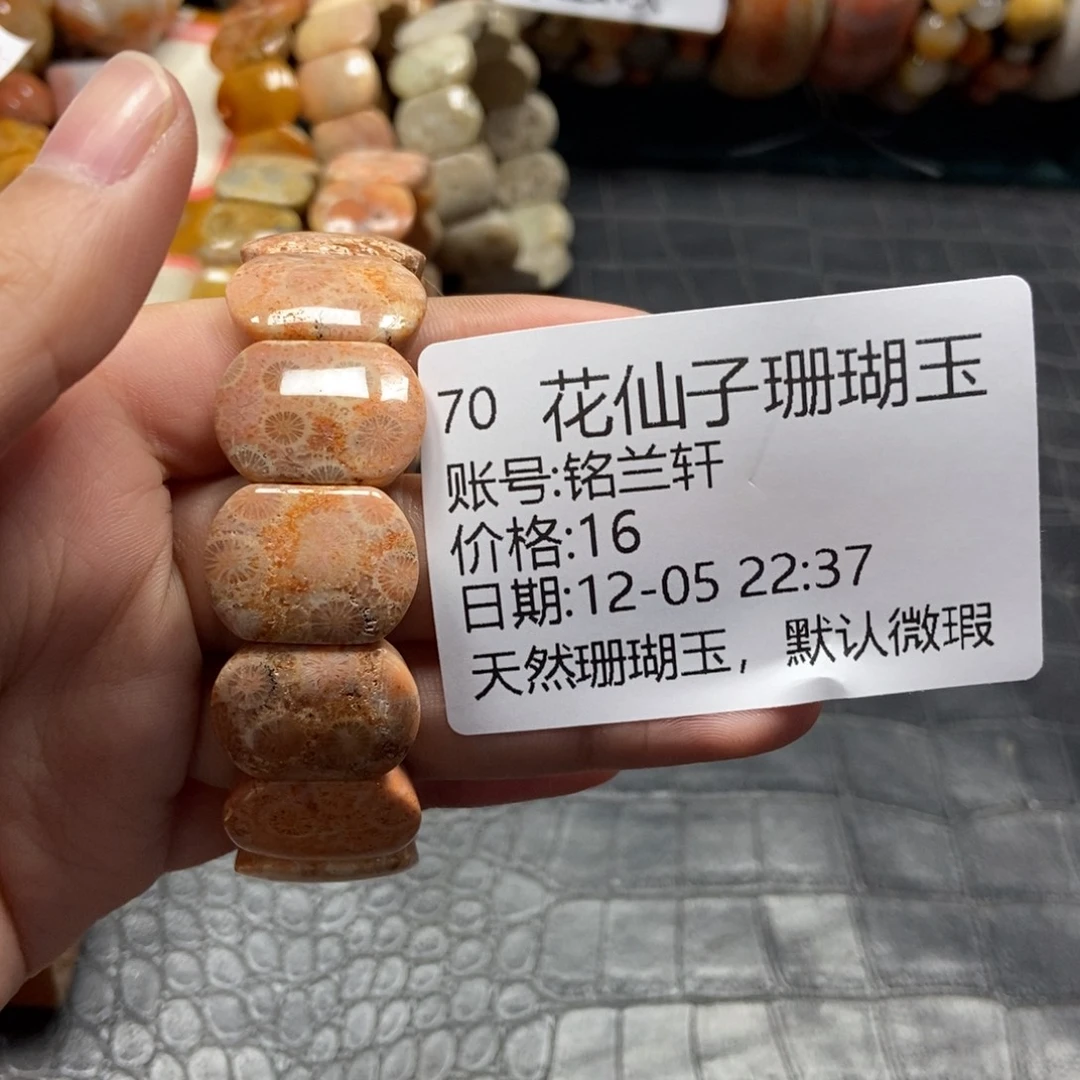 70 花仙子珊瑚玉
账号:铭兰轩
价格:16
日期:12-05 22:37
天然珊瑚玉，默认微瑕